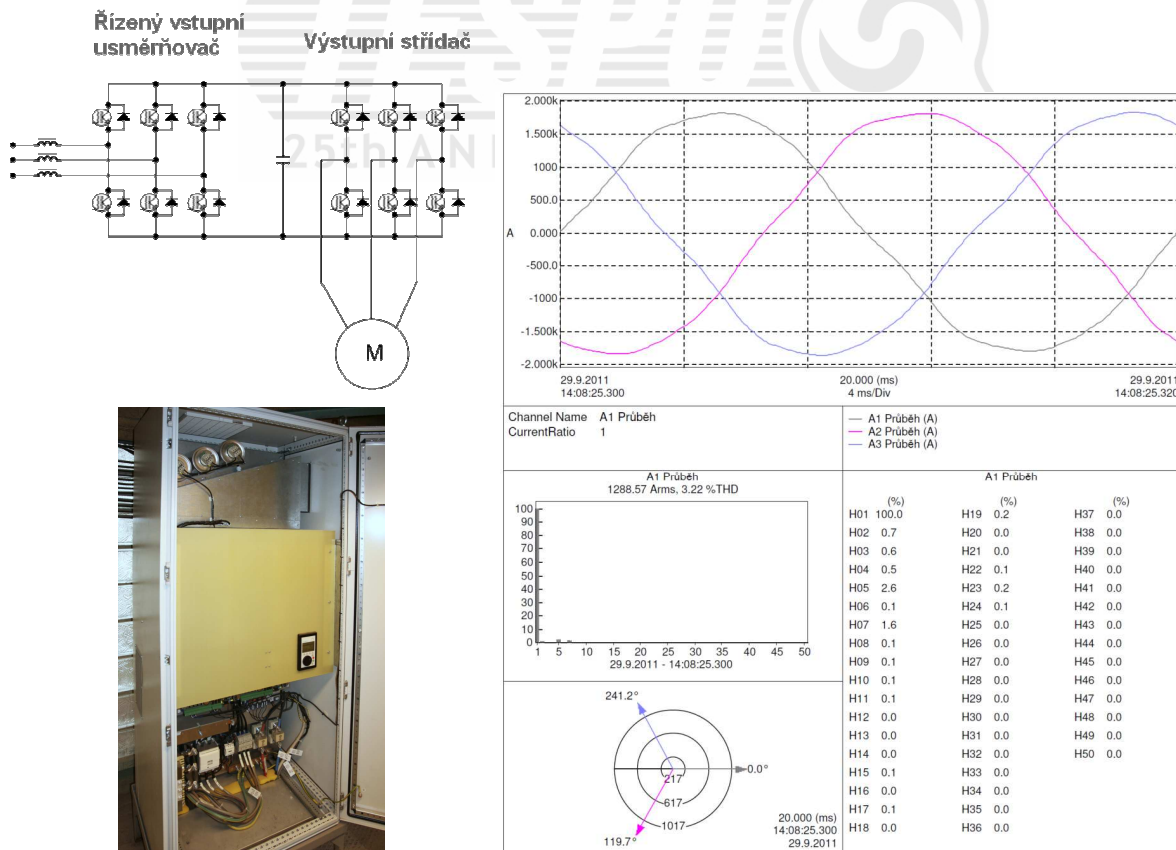 Řízený vstupní
usměrňovač
Výstupní střídač
25th ANI
M
2.000k
1.500k
1000
500.0
A 0.000
-500.0
-1000
-1.500k
-2.000k
29.9.2011 20.000 (ms) 29.9.2011
14:08:25.300 4 ms/Div 14:08:25.320
Channel Name A1 Průběh
CurrentRatio 1
A1 Průběh (A)
A2 Průběh (A)
A3 Průběh (A)
A1 Průběh
1288.57 Arms, 3.22 %THD
100
90
80
70
60
50
40
30
20
10
0
1 5 10 15 20 25 30 35 40 45 50
29.9.2011 - 14:08:25.300
241.2°
0.0°
217
617
1017
119.7°
20.000 (ms)
14:08:25.300
29.9.2011
A1 Průběh
(%) (%) (%)
H01 100.0 H19 0.2 H37 0.0
H02 0.7 H20 0.0 H38 0.0
H03 0.6 H21 0.0 H39 0.0
H04 0.5 H22 0.1 H40 0.0
H05 2.6 H23 0.2 H41 0.0
H06 0.1 H24 0.1 H42 0.0
H07 1.6 H25 0.0 H43 0.0
H08 0.1 H26 0.0 H44 0.0
H09 0.1 H27 0.0 H45 0.0
H10 0.1 H28 0.0 H46 0.0
H11 0.1 H29 0.0 H47 0.0
H12 0.0 H30 0.0 H48 0.0
H13 0.0 H31 0.0 H49 0.0
H14 0.0 H32 0.0 H50 0.0
H15 0.1 H33 0.0
H16 0.0 H34 0.0
H17 0.1 H35 0.0
H18 0.0 H36 0.0